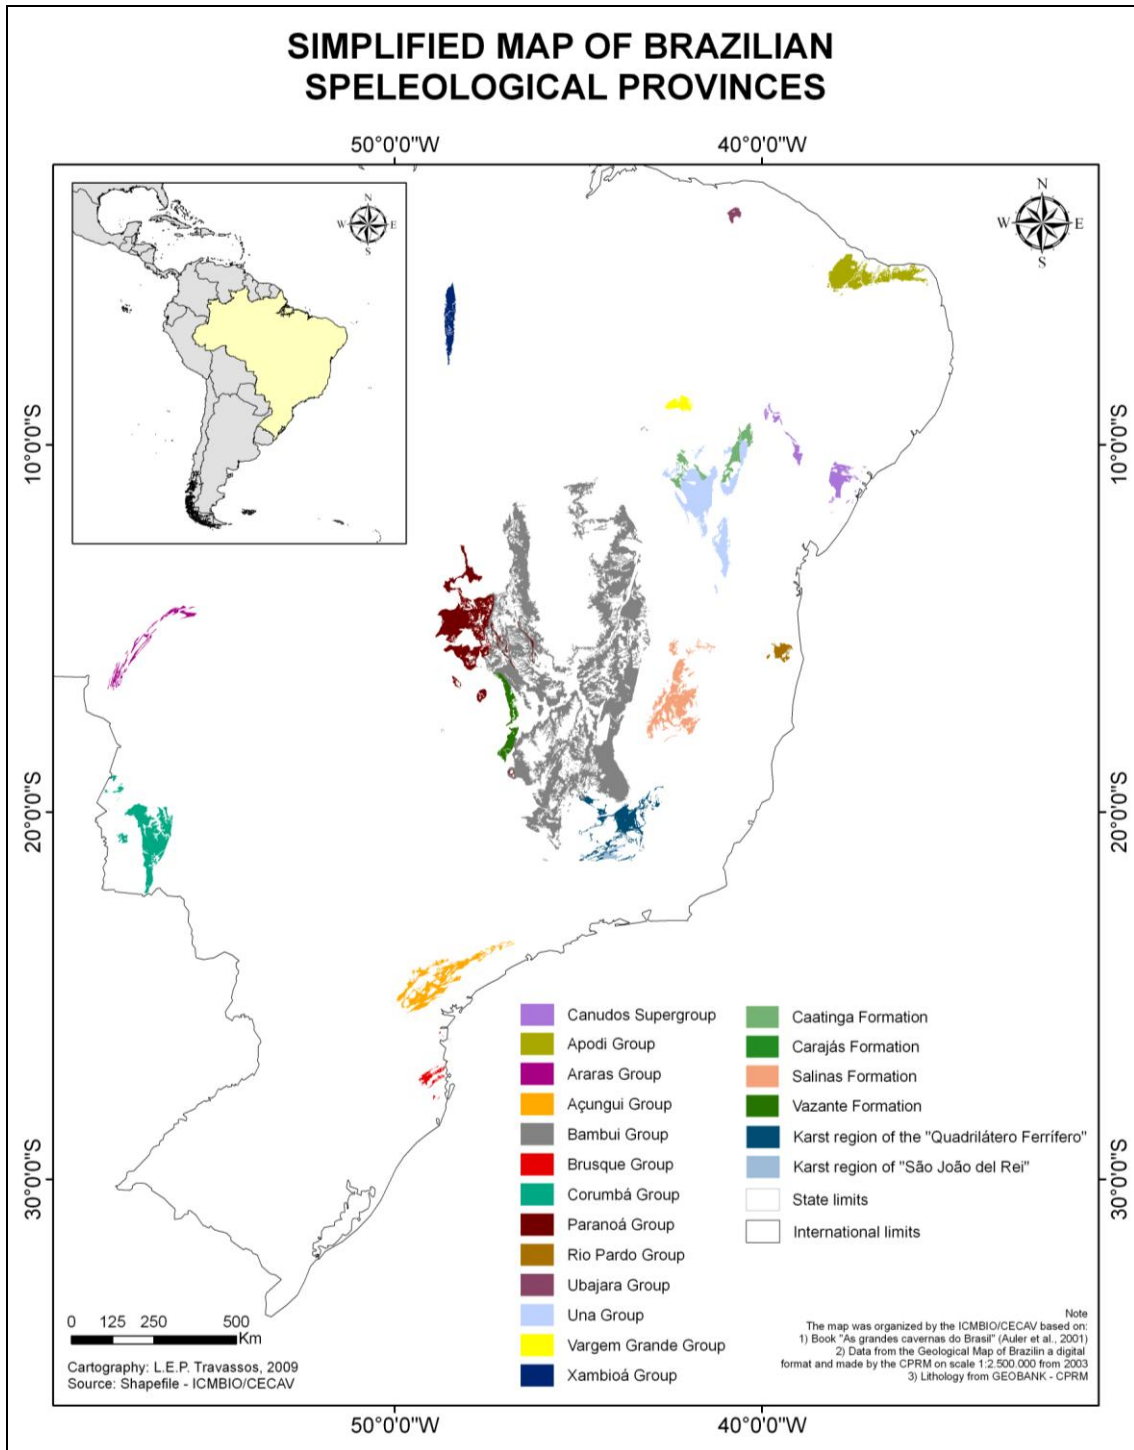 SIMPLIFIED MAP OF BRAZILIAN
SPELEOLOGICAL PROVINCES
50°0'0"W
40°0'0"W
N
W
E
S
N
W
E
S
10°0'0"S
10°0'0"S
20°0'0"S
20°0'0"S
30°0'0"S
30°0'0"S
Canudos Supergroup
Apodi Group
Araras Group
Açungui Group
Bambui Group
Brusque Group
Corumbá Group
Paranoá Group
Rio Pardo Group
Ubajara Group
Una Group
Vargem Grande Group
Xambioá Group
Caatinga Formation
Carajás Formation
Salinas Formation
Vazante Formation
Karst region of the "Quadrilátero Ferrífero"
Karst region of "São João del Rei"
State limits
International limits
0 125 250 500
Km
Cartography: L.E.P. Travassos, 2009
Source: Shapefile - ICMBIO/CECAV
Note
The map was organized by the ICMBIO/CECAV based on:
1) Book "As grandes cavernas do Brasil" (Auler et al., 2001)
2) Data from the Geological Map of Brazilin a digital
format and made by the CPRM on scale 1:2.500.000 from 2003
3) Lithology from GEOBANK - CPRM
50°0'0"W
40°0'0"W